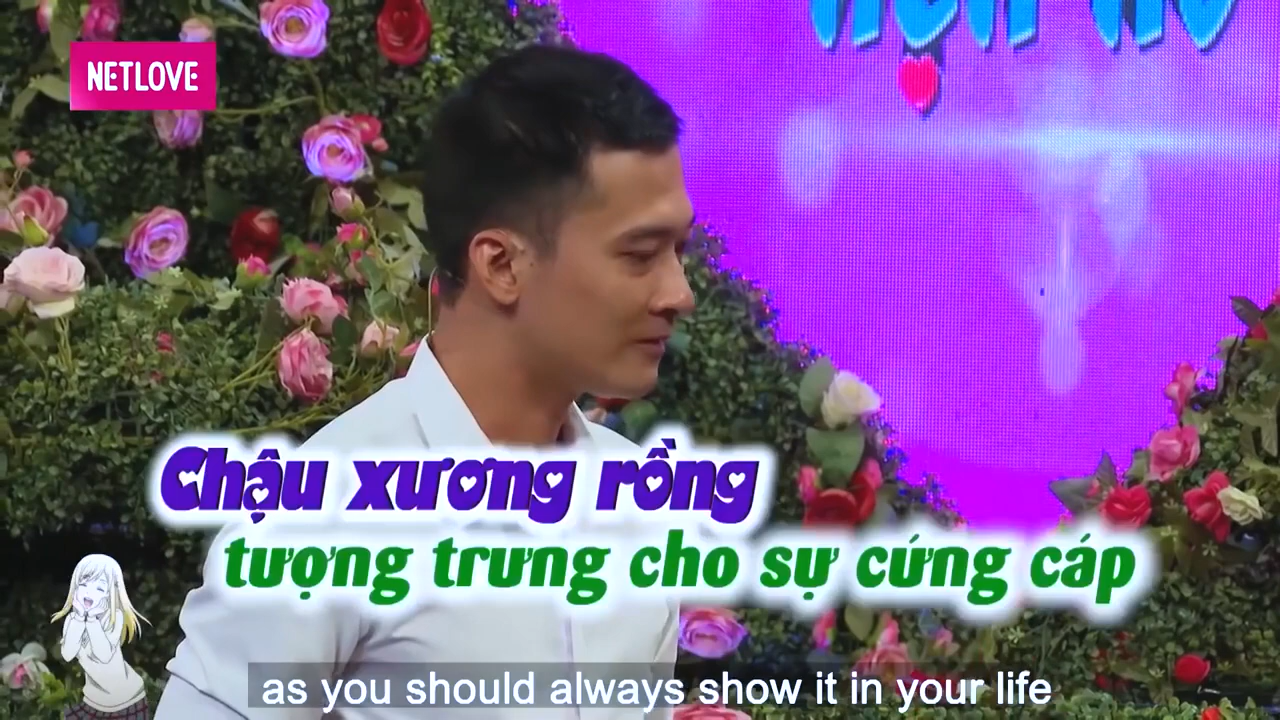 NETLOVE
Chậu xương rồng
tượng trưng cho sự cứng cáp
as you should always show it in your life